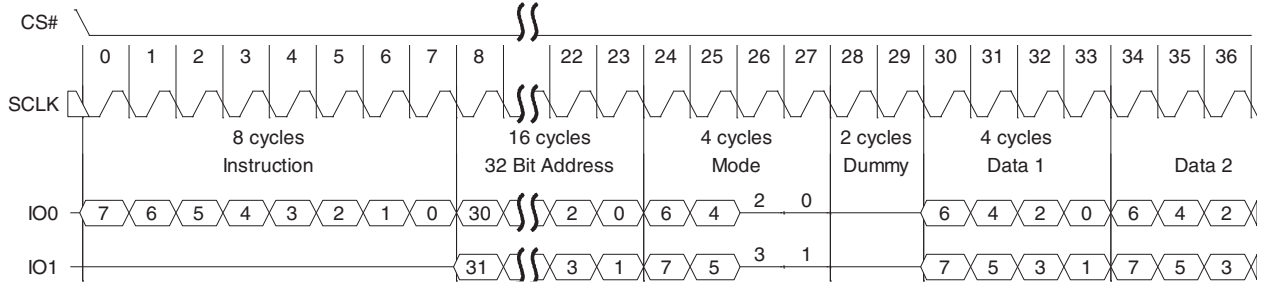 CS#
0 1 2 3 4 5 6 7 8 22 23 24 25 26 27 28 29 30 31 32 33 34 35 36
SCLK
8 cycles 16 cycles 4 cycles 2 cycles 4 cycles
Instruction 32 Bit Address Mode Dummy Data 1 Data 2
IO0 7 6 5 4 3 2 1 0 30 2 0 6 4 2 0 6 4 2 0 6 4 2
IO1 31 3 1 7 5 3 1 7 5 3 1 7 5 3